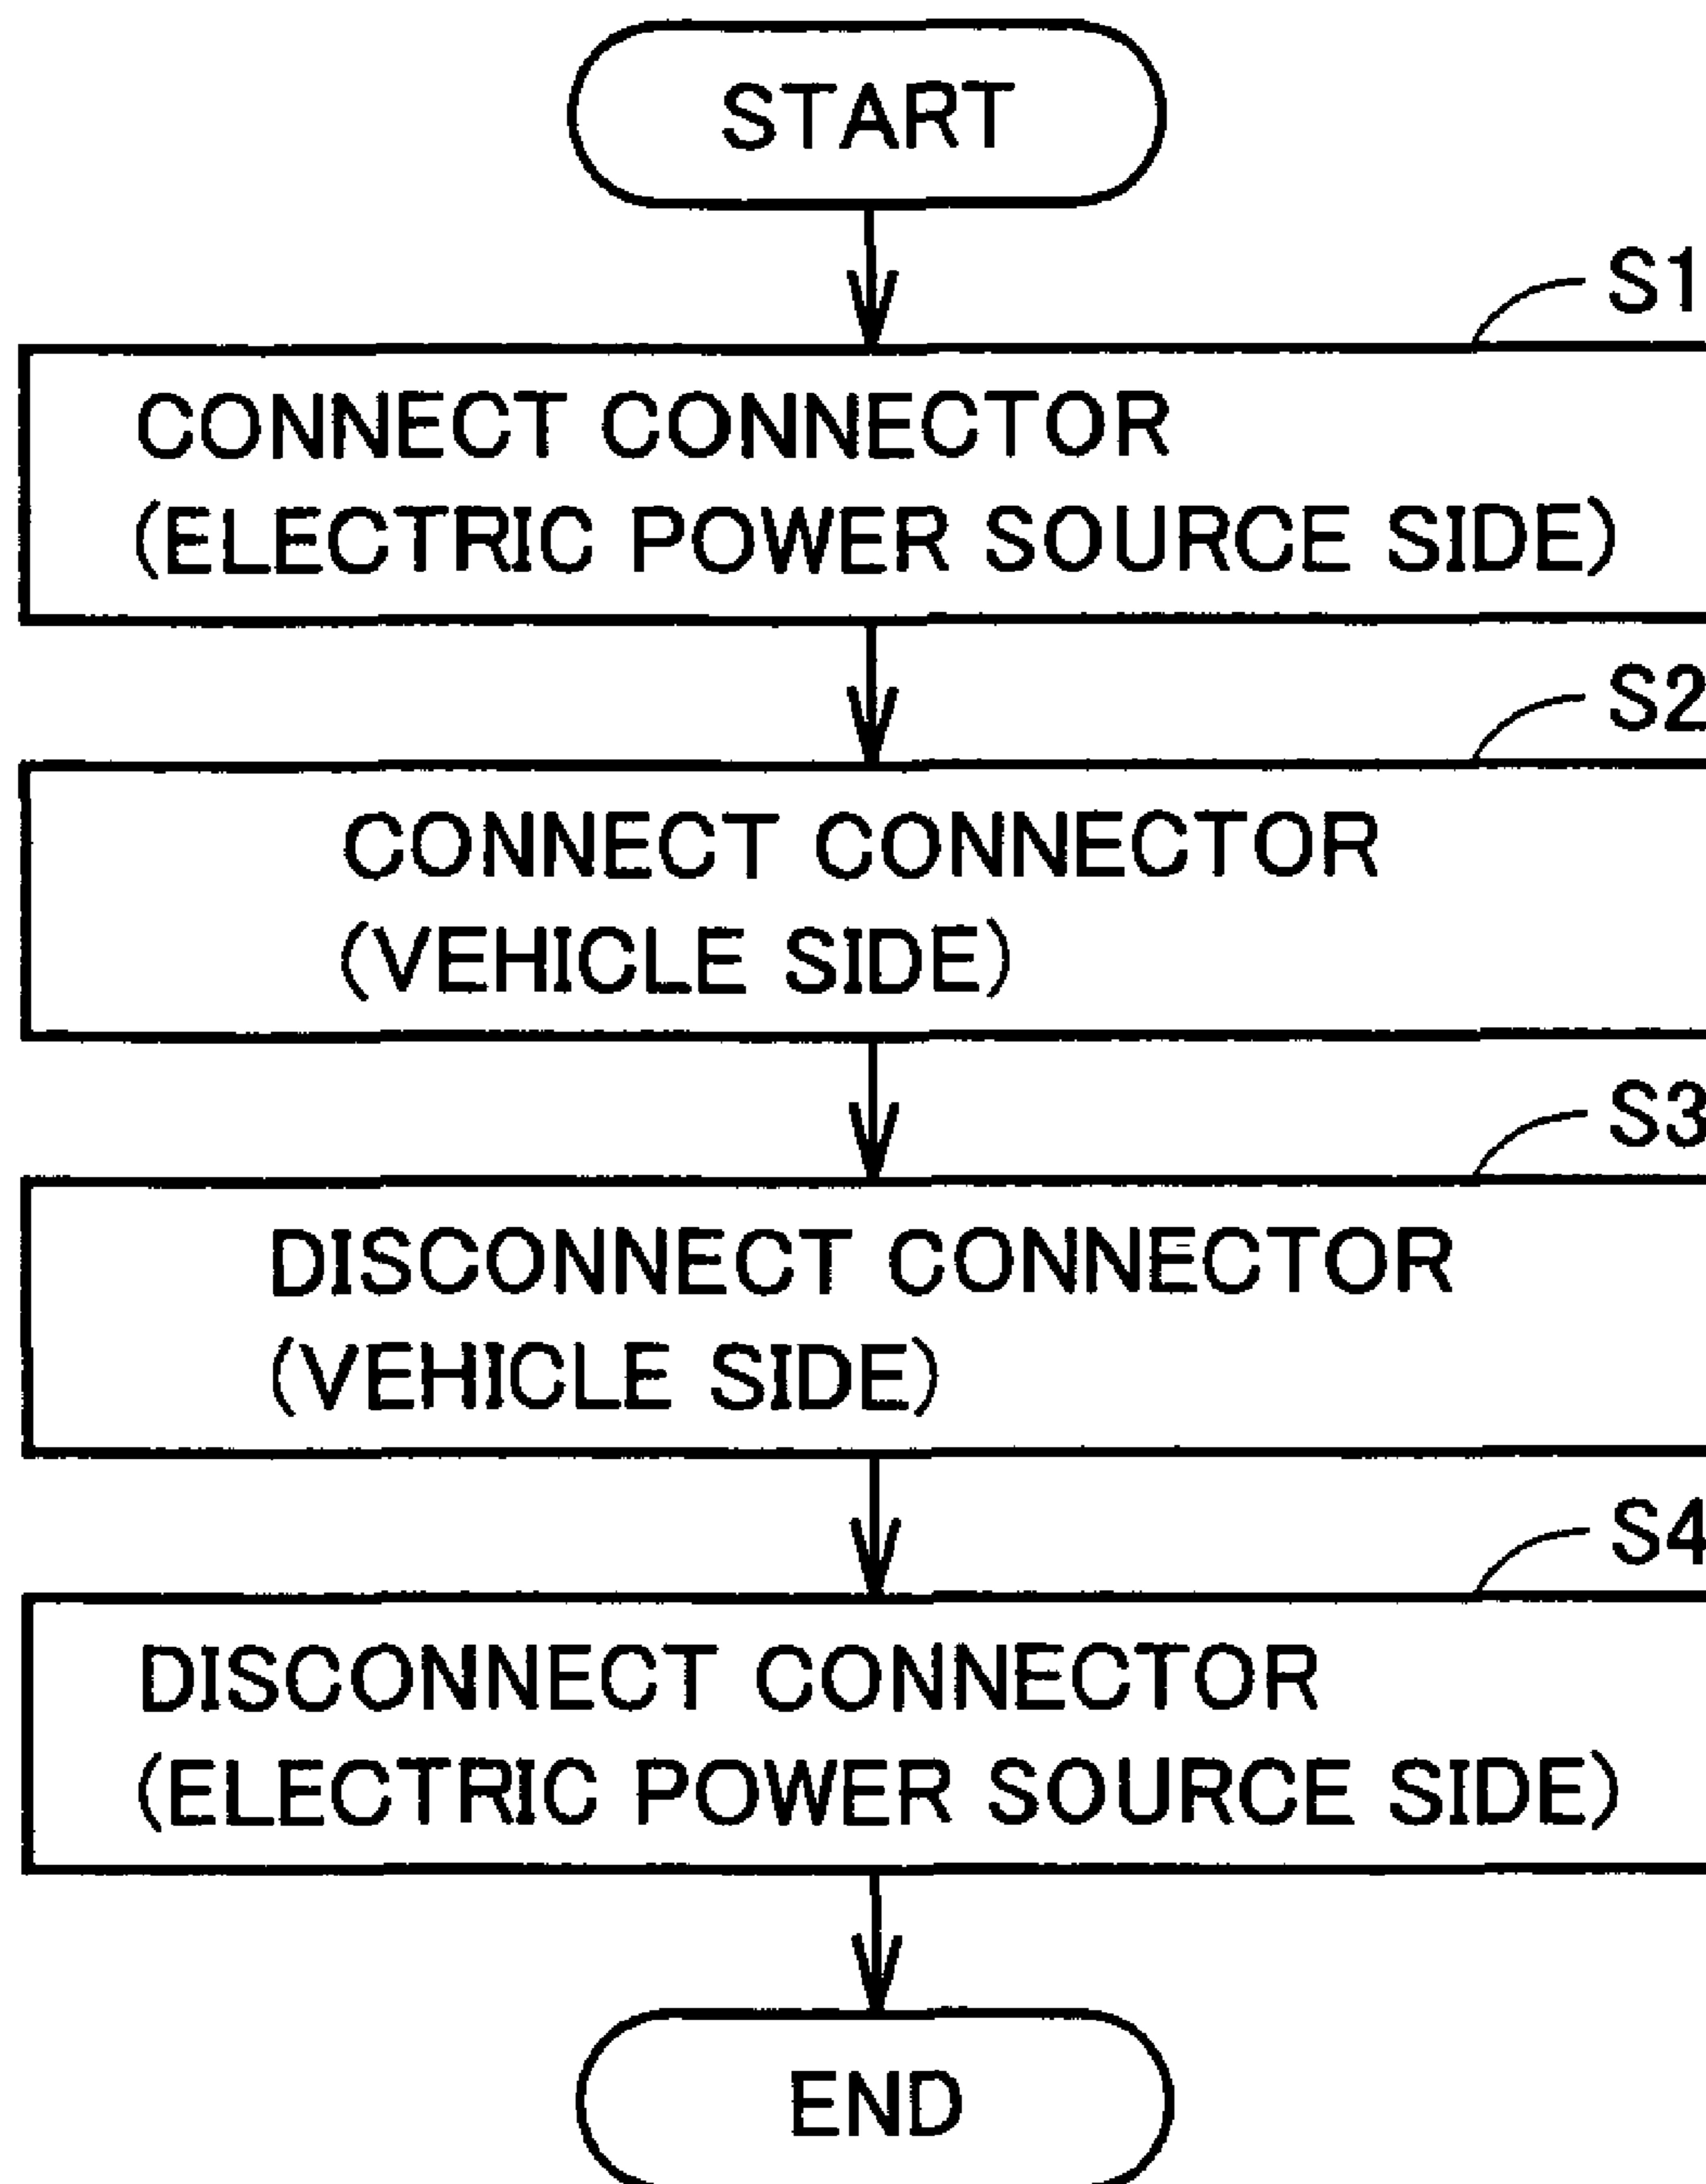 START
S1
CONNECT CONNECTOR
(ELECTRIC POWER SOURCE SIDE)
S2
CONNECT CONNECTOR
(VEHICLE SIDE)
S3
DISCONNECT CONNECTOR
(VEHICLE SIDE)
S4
DISCONNECT CONNECTOR
(ELECTRIC POWER SOURCE SIDE)
END